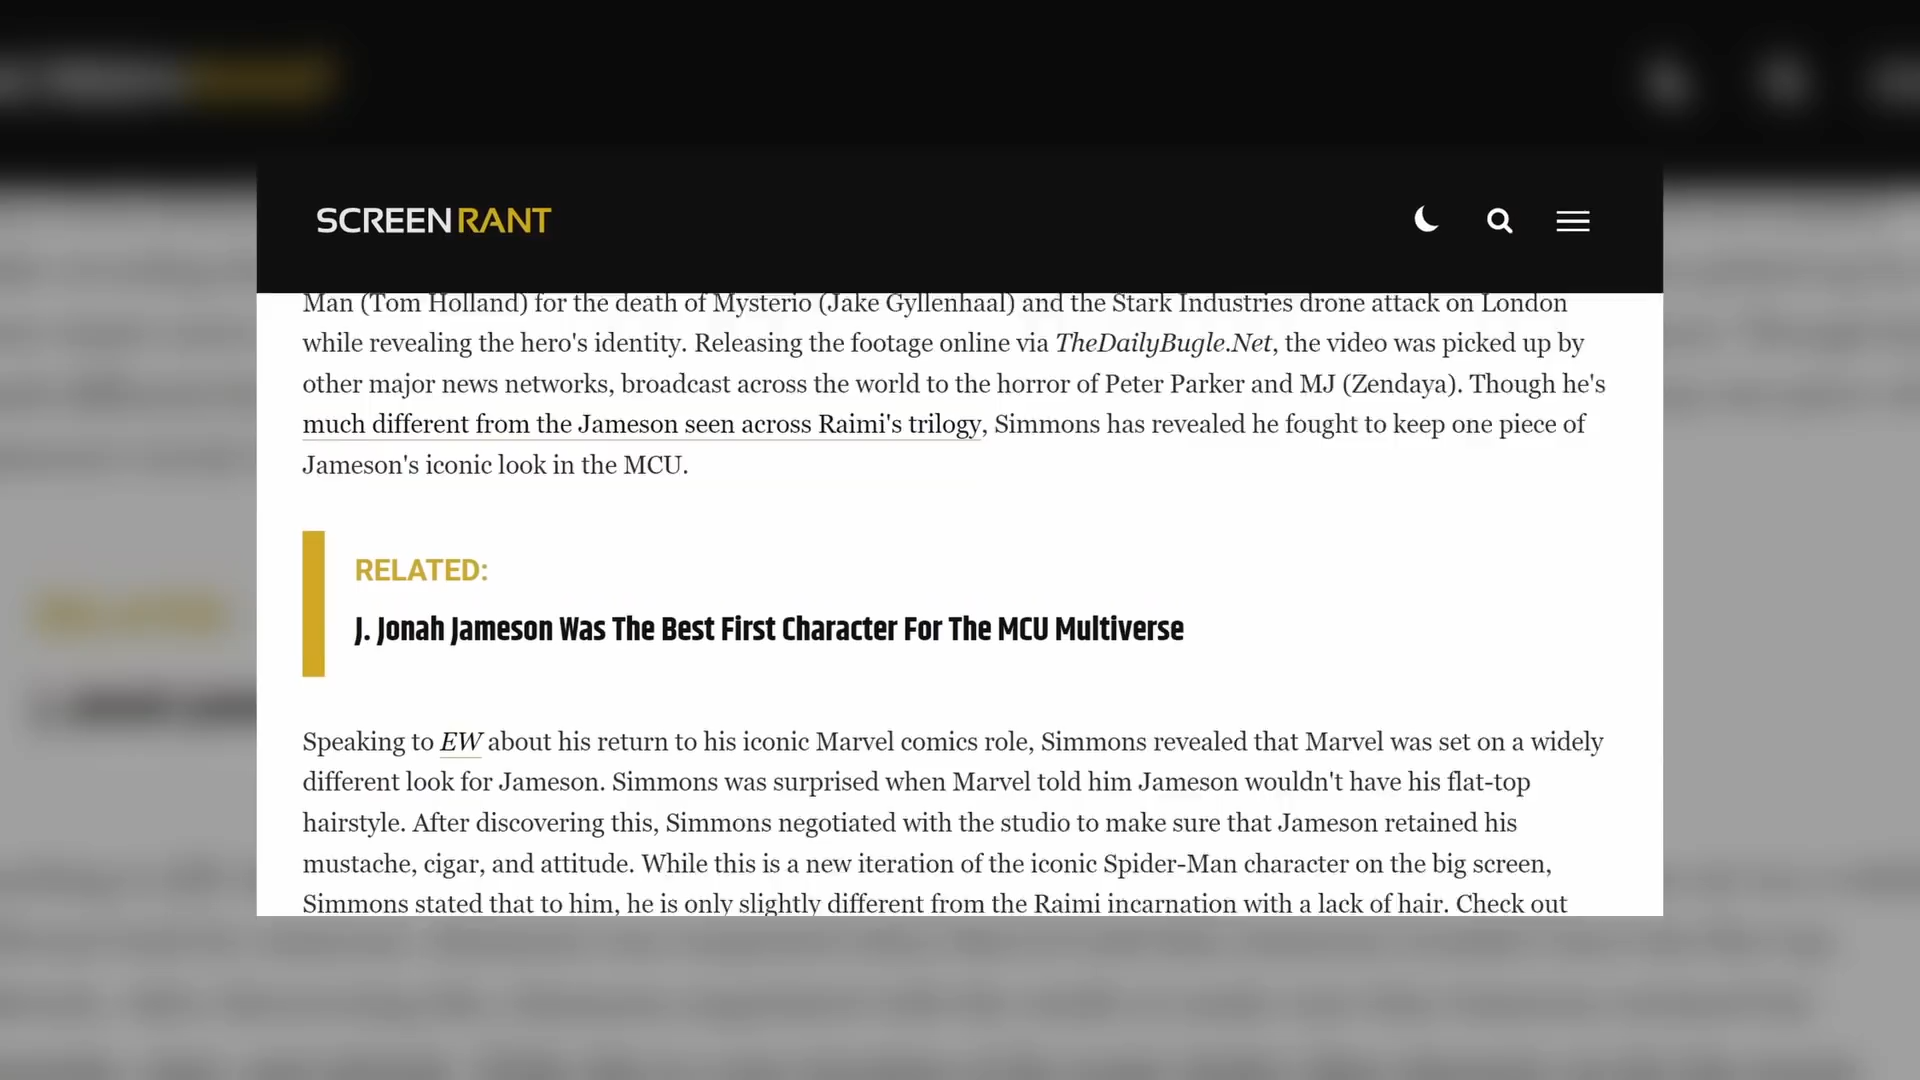 SCREENRANT
Man (Tom Holland) for the death of Mysterio (Jake Gyllenhaal) and the Stark Industries drone attack on London
while revealing the hero's identity. Releasing the footage online via TheDailyBugle.Net, the video was picked up by
other major news networks, broadcast across the world to the horror of Peter Parker and MJ (Zendaya). Though he's
much different from the Jameson seen across Raimi's trilogy, Simmons has revealed he fought to keep one piece of
Jameson's iconic look in the MCU.
RELATED:
J. Jonah Jameson Was The Best First Character For The MCU Multiverse
Speaking to EW about his return to his iconic Marvel comics role, Simmons revealed that Marvel was set on a widely
different look for Jameson. Simmons was surprised when Marvel told him Jameson wouldn't have his flat-top
hairstyle. After discovering this, Simmons negotiated with the studio to make sure that Jameson retained his
mustache, cigar, and attitude. While this is a new iteration of the iconic Spider-Man character on the big screen,
Simmons stated that to him, he is only slightly different from the Raimi incarnation with a lack of hair. Check out